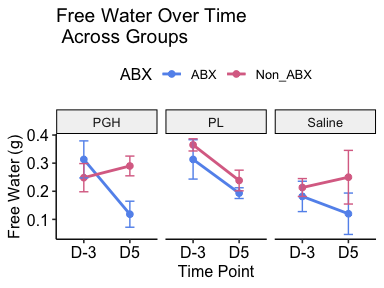 Free Water Over Time
Across Groups
ABX ABX Non_ABX
PGH PL Saline
Free Water (g)
0.4
0.3
0.2
0.1
D-3 D5 D-3 D5 D-3 D5
Time Point